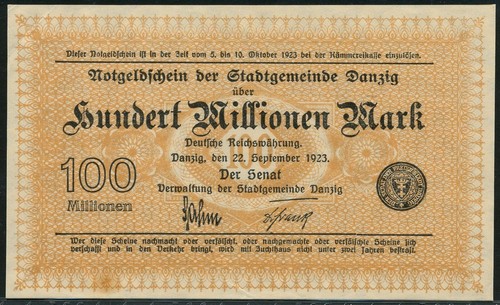 Dieser Notgeldschein ist in der Zeit vom 5. bis 10. Oktober 1923 bei der Kämmereikasse einzulösen.
Notgeldschein der Stadtgemeinde Danzig
über
Hundert Millionen Mark
Deutsche Reichswährung.
Danzig, den 22. September 1923.
Der Senat
Verwaltung der Stadtgemeinde Danzig
100
Millionen
Wer diese Scheine nachmacht oder verfälscht, oder nachgemachte oder verfälschte Scheine sich
verschafft und in den Verkehr bringt, wird mit Zuchthaus nicht unter zwei Jahren bestraft.